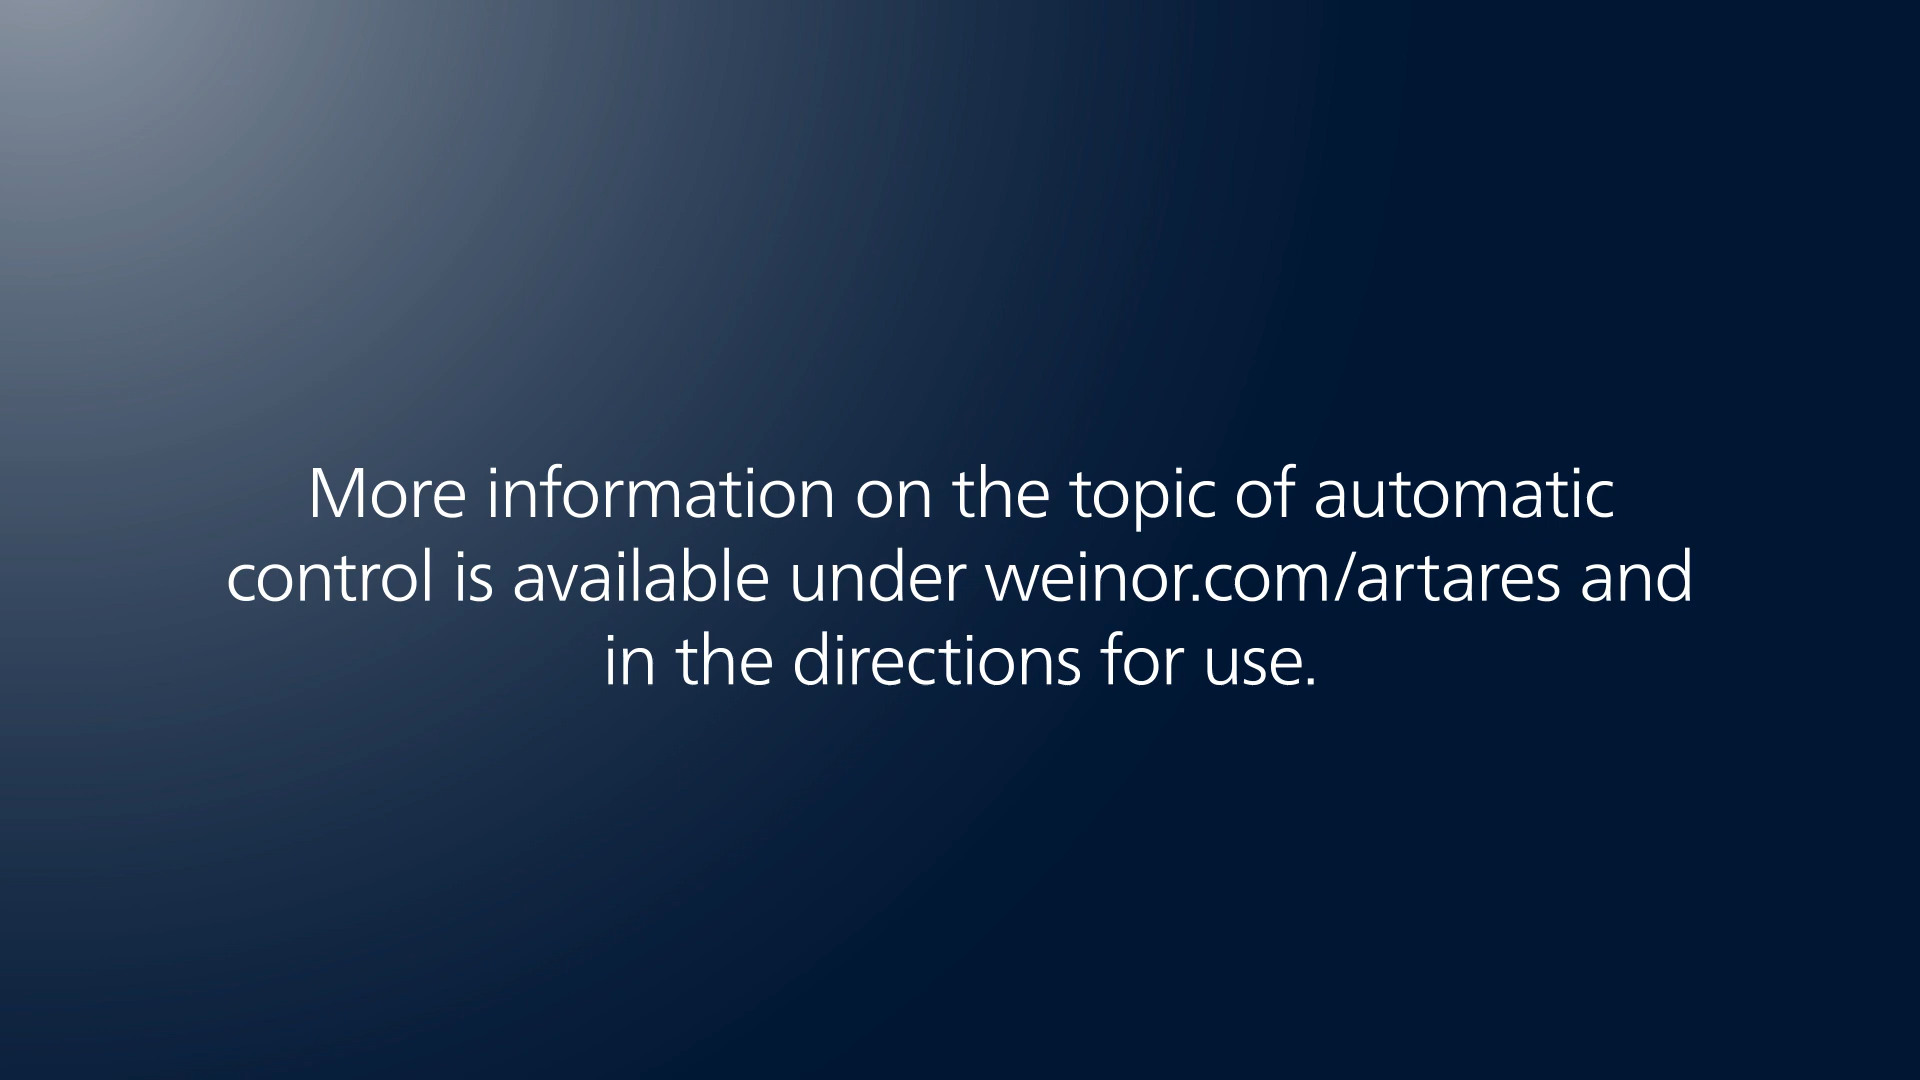 More information on the topic of automatic
control is available under weinor.com/artares and
in the directions for use.